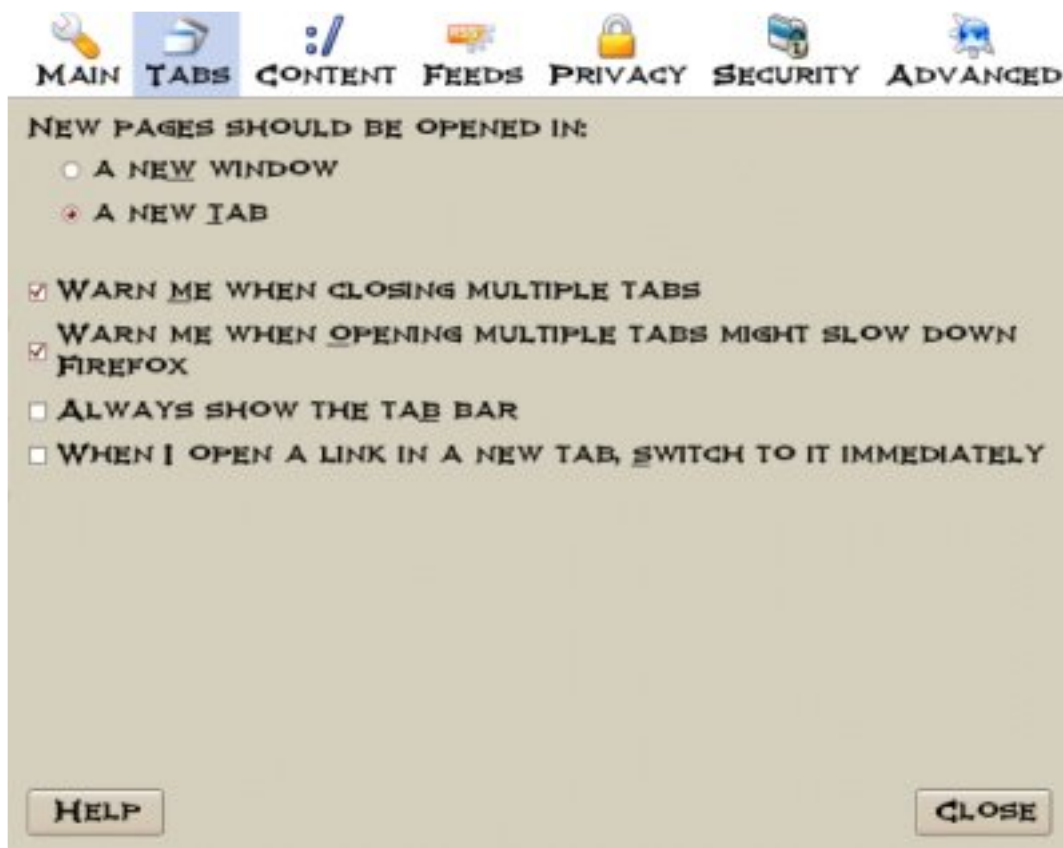 Main Tabs Content Feeds Privacy Security Advanced
New pages should be opened in:
A new window
A new tab
Warn me when closing multiple tabs
Warn me when opening multiple tabs might slow down
Firefox
Always show the tab bar
When I open a link in a new tab, switch to it immediately
Help Close